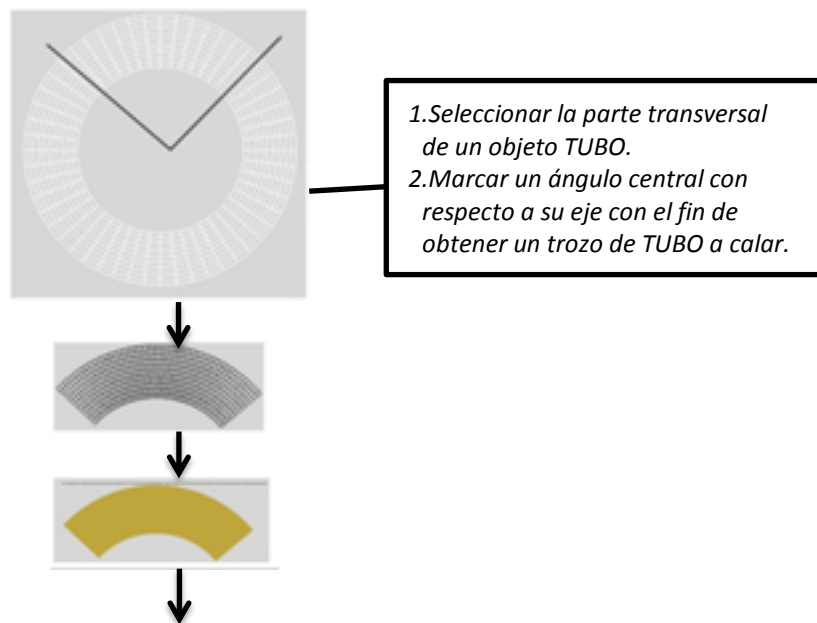 1.Seleccionar la parte transversal
de un objeto TUBO.
2.Marcar un ángulo central con
respecto a su eje con el fin de
obtener un trozo de TUBO a calar.